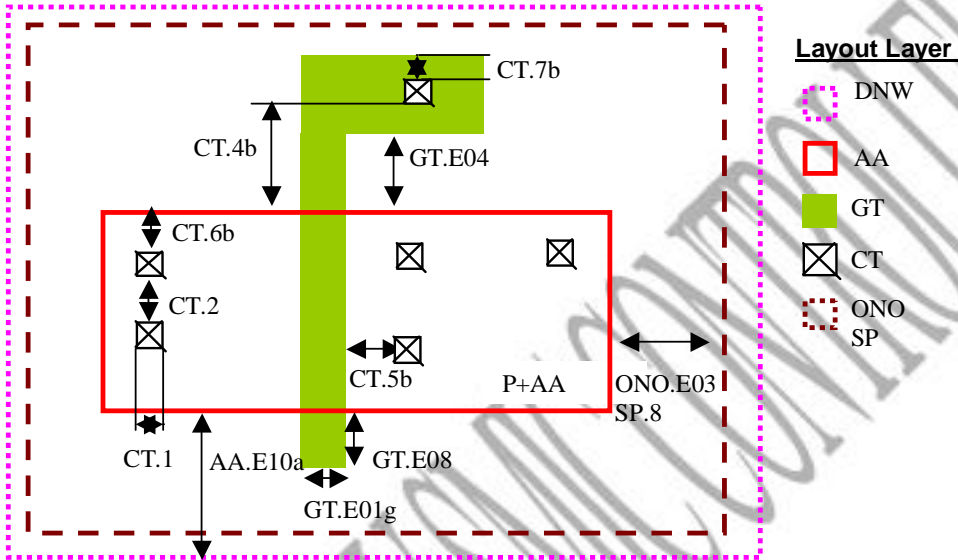 Layout Layer
CT.7b
DNW
CT.4b
GT.E04
AA
GT
CT.6b
CT
CT.2
ONO
SP
CT.5b
P+AA
ONO.E03
SP.8
CT.1
AA.E10a
GT.E08
GT.E01g